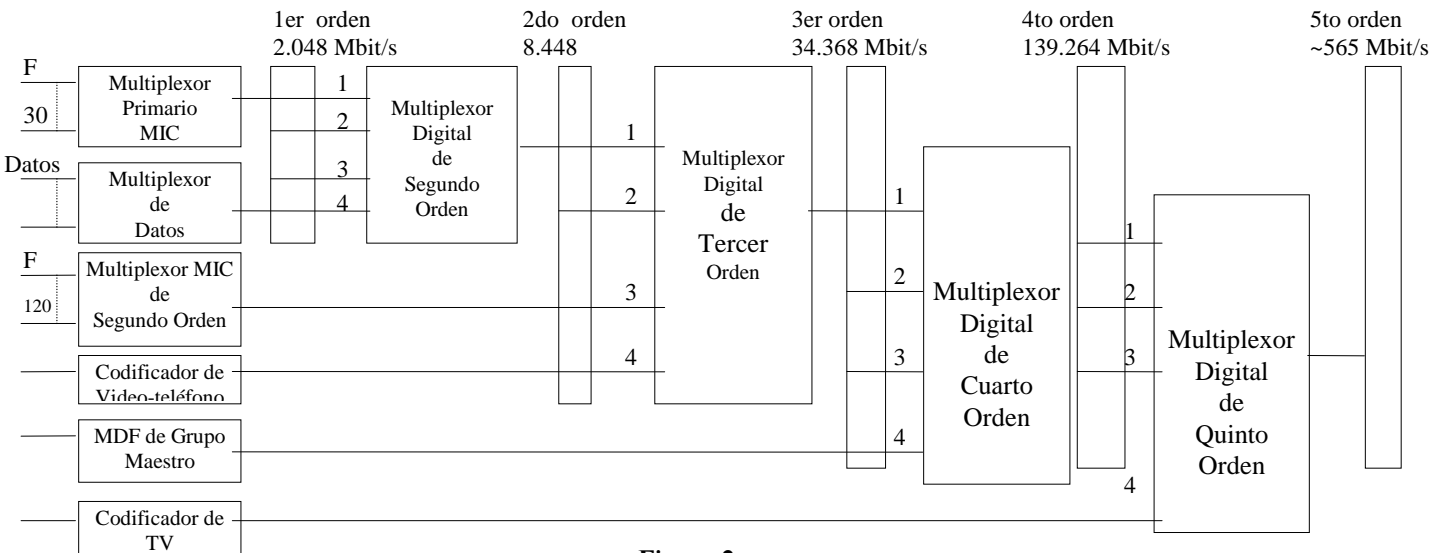 1er orden
2do orden
3er orden
4to orden
5to orden
2.048 Mbit/s
8.448
34.368 Mbit/s
139.264 Mbit/s
~565 Mbit/s
F
30
Multiplexor
Primario
MIC
Datos
Multiplexor
de
Datos
F
120
Multiplexor MIC
de
Segundo Orden
Codificador de
Video-teléfono
MDF de Grupo
Maestro
Codificador de
TV
1
2
3
4
Multiplexor
Digital
de
Segundo
Orden
1
2
3
4
Multiplexor
Digital
de
Tercer
Orden
1
2
3
4
Multiplexor
Digital
de
Cuarto
Orden
1
2
3
4
Multiplexor
Digital
de
Quinto
Orden